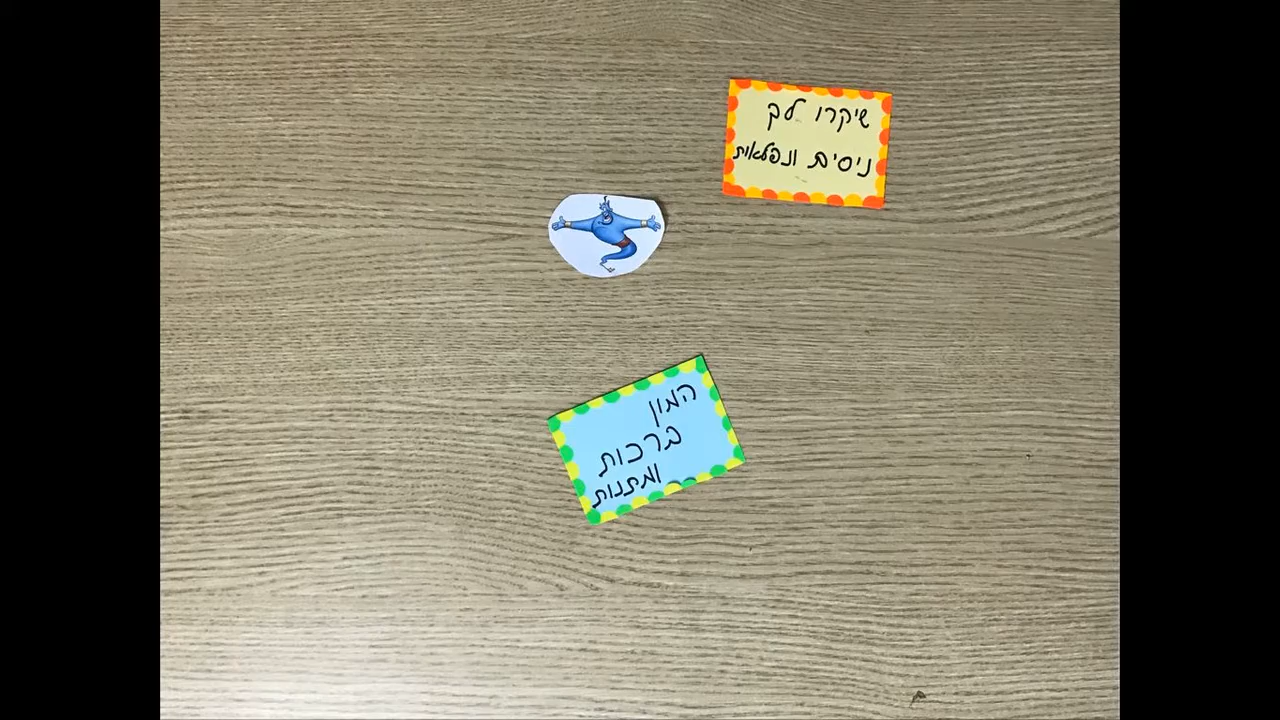 שיקרו לך
ניסים ונפלאות
המון
ברכות
ומתנות